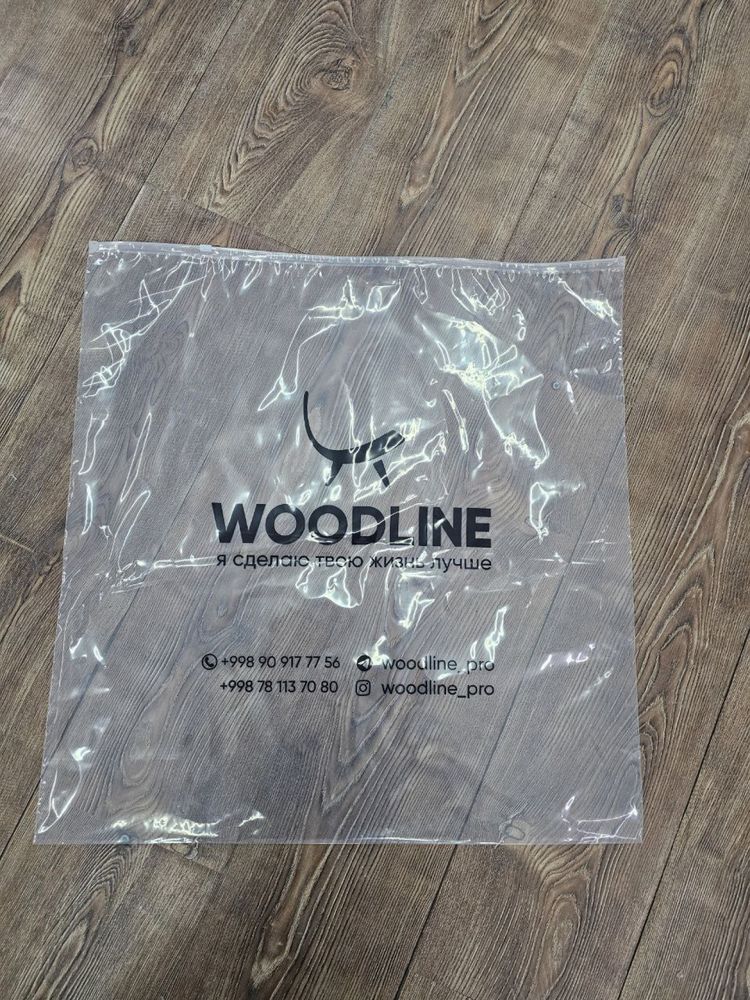 WOODLINE
я сделаю твою жизнь лучше
+998 90 917 77 56 woodline_pro
+998 78 113 70 80 woodline_pro